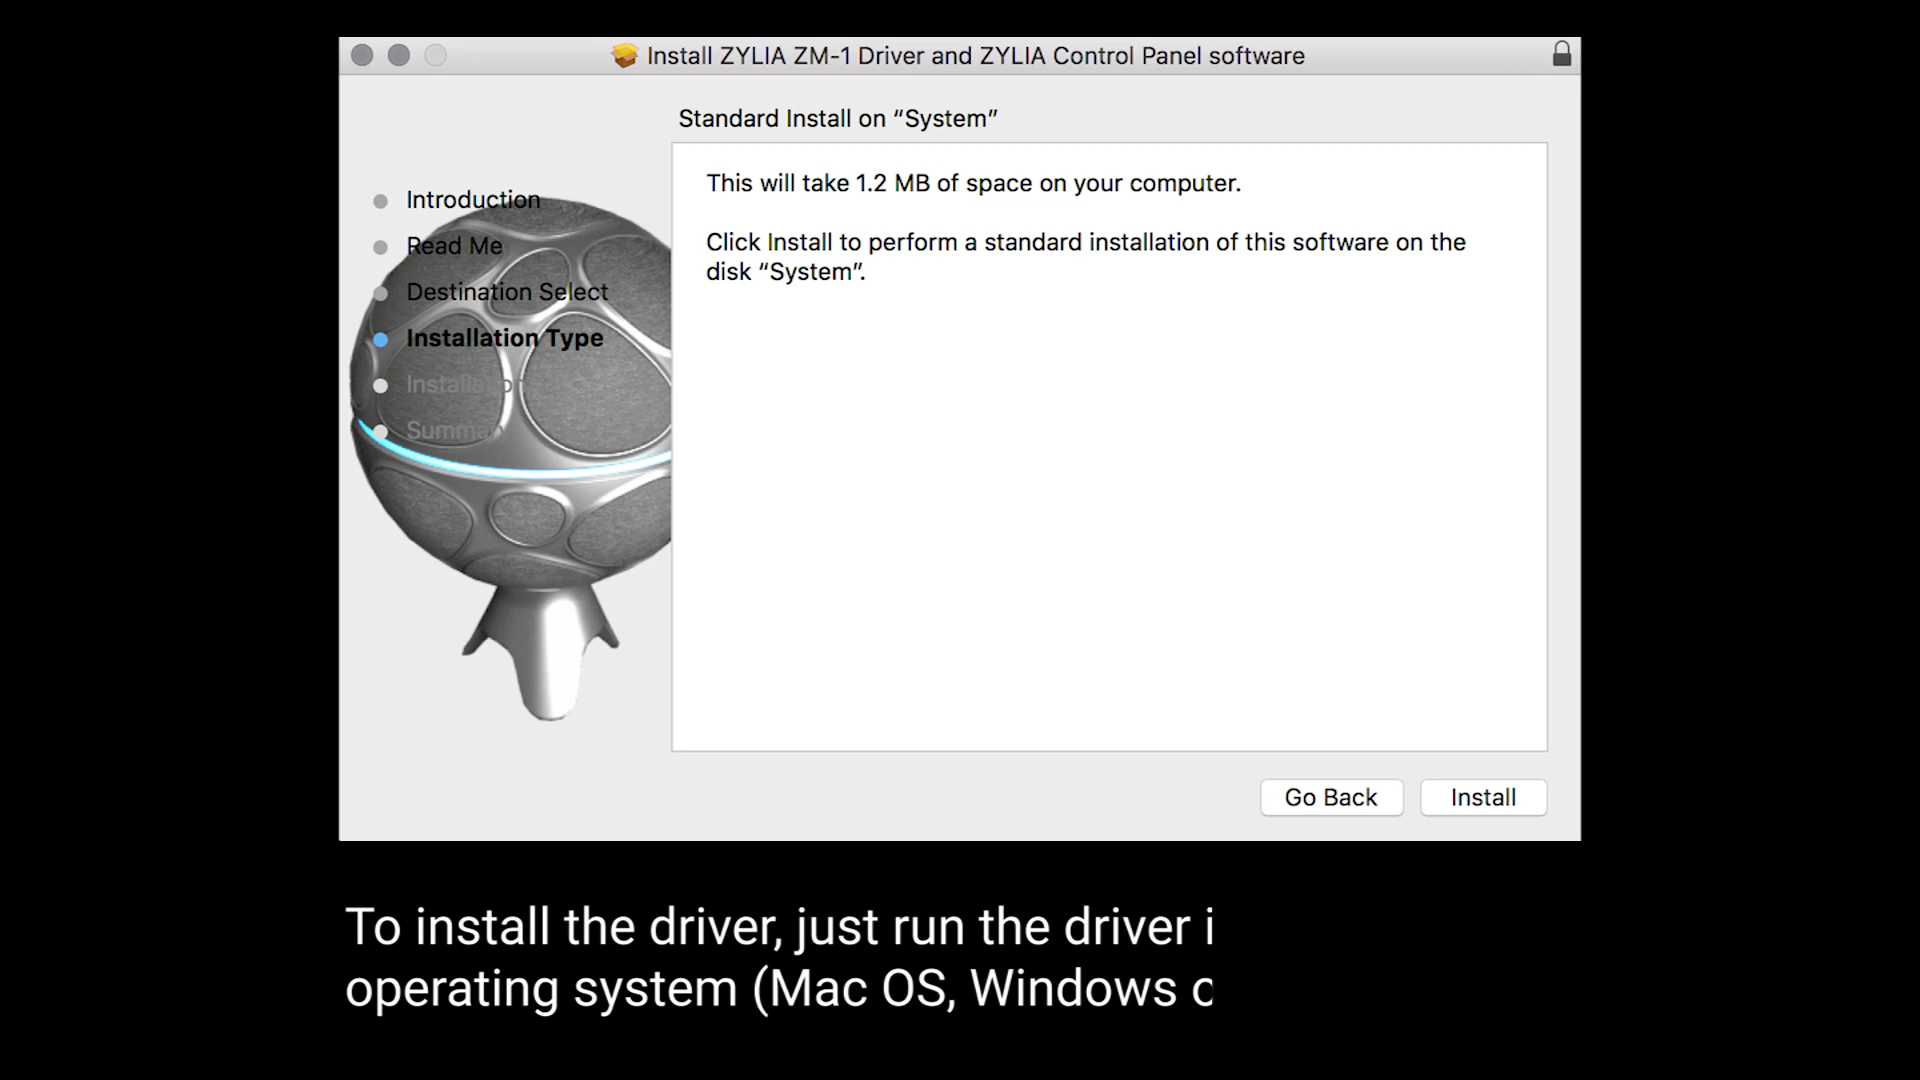 Install ZYLIA ZM-1 Driver and ZYLIA Control Panel software
Standard Install on “System”
Introduction
Read Me
Destination Select
Installation Type
Installation
Summary
This will take 1.2 MB of space on your computer.
Click Install to perform a standard installation of this software on the
disk “System”.
Go Back
Install
To install the driver, just run the driver i
operating system (Mac OS, Windows